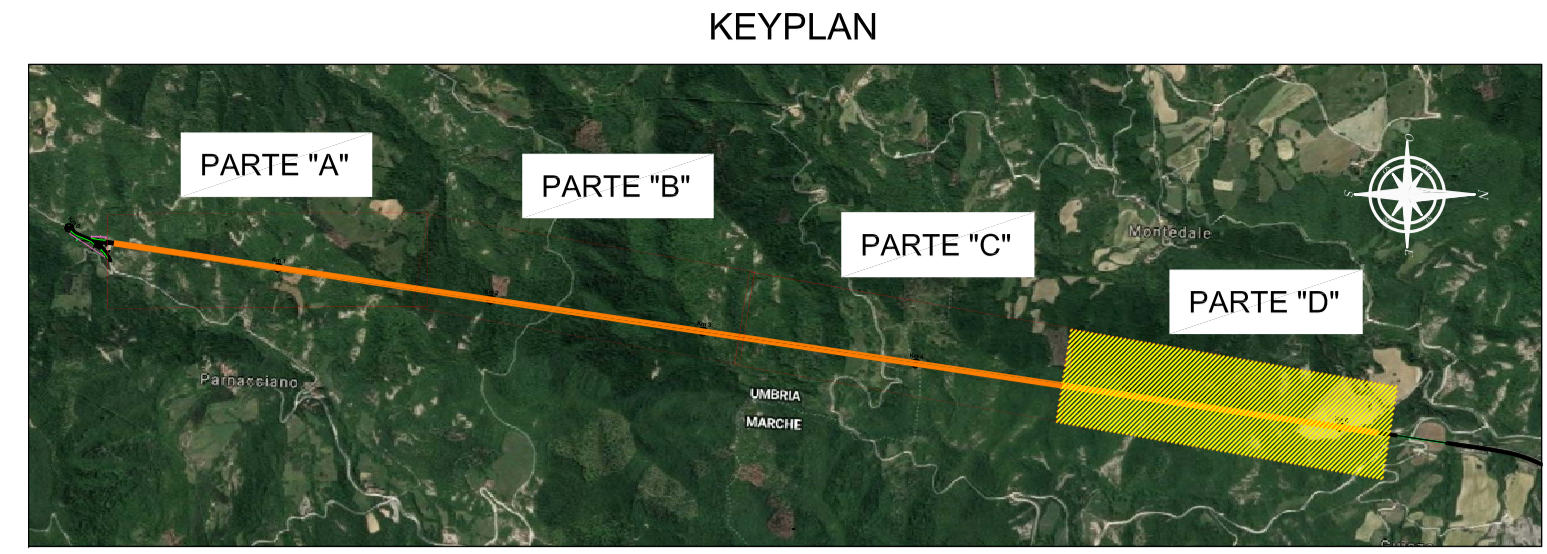 KEYPLAN
PARTE "A"
PARTE "B"
PARTE "C"
PARTE "D"
O
S
N
E
Montedale
Parnacciano
UMBRIA
MARCHE